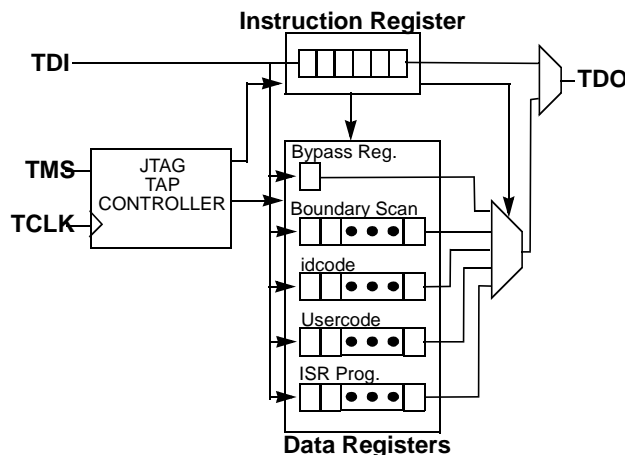 Instruction Register
TDI
TDO
JTAG
TAP
CONTROLLER
TMS
TCLK
Bypass Reg.
Boundary Scan
idcode
Usercode
ISR Prog.
Data Registers